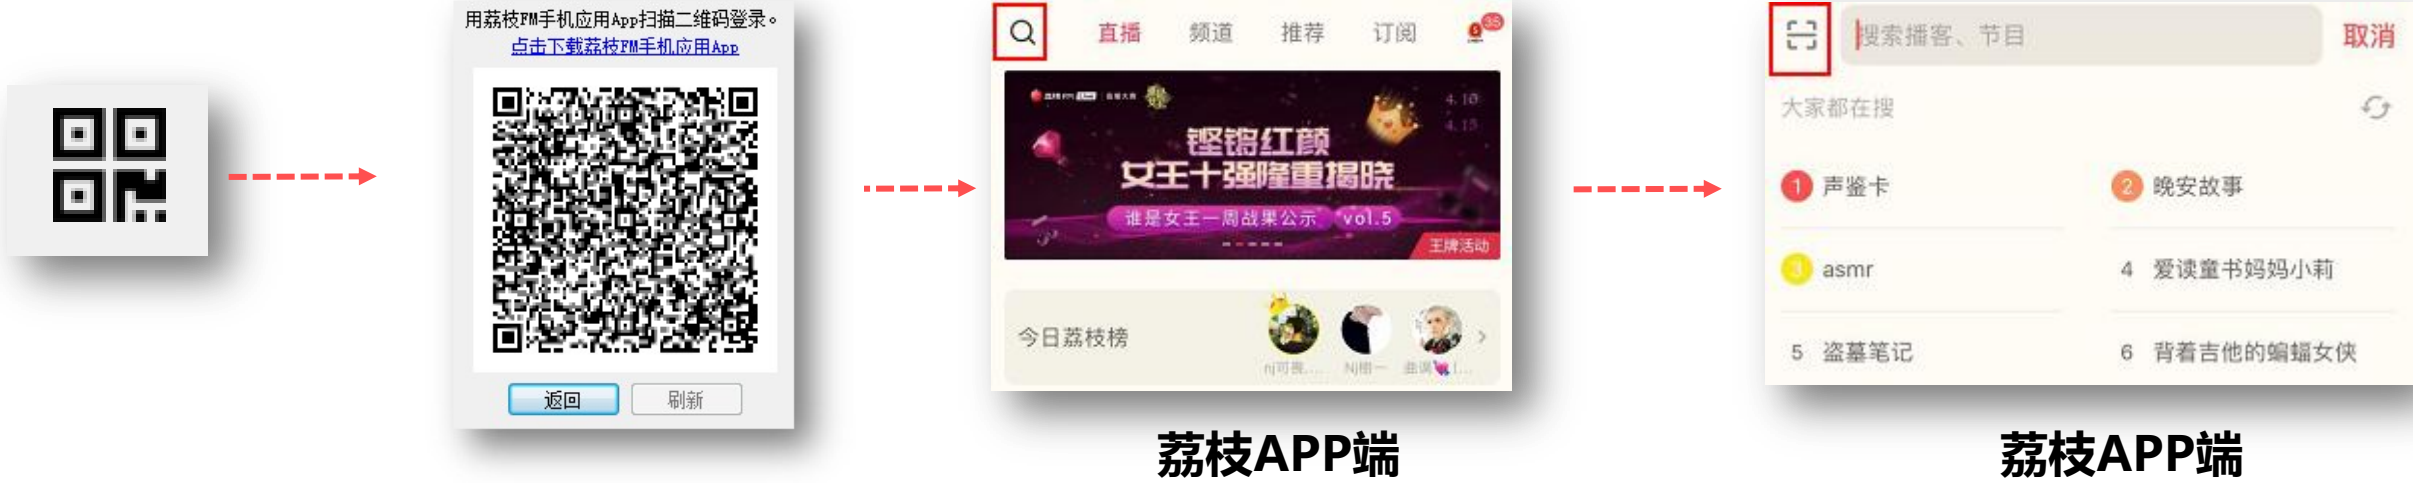 用荔枝FM手机应用App扫描二维码登录。
点击下载荔枝FM手机应用App
返回
刷新
直播
频道
推荐
订阅
35
4.10
4.15
铿锵红颜
女王十强隆重揭晓
谁是女王一周战果公示 vol.5
王牌活动
今日荔枝榜
荔枝APP端
搜索播客、节目
取消
大家都在搜
1 声鉴卡
2 晚安故事
3 asmr
4 爱读童书妈妈小莉
5 盗墓笔记
6 背着吉他的蝙蝠女侠
荔枝APP端